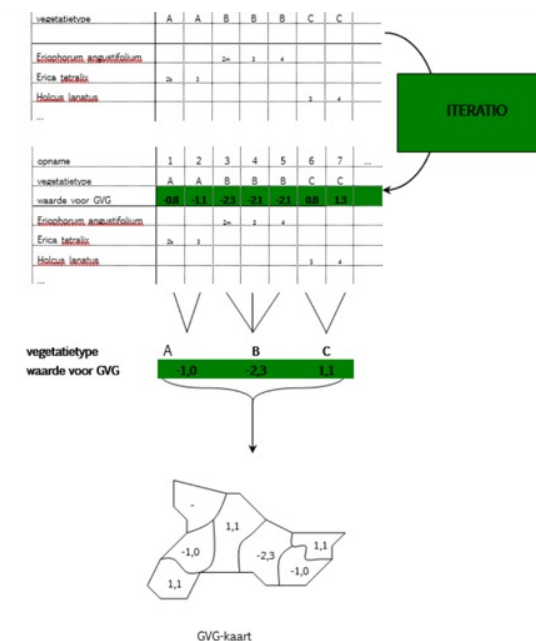 vegetatietype A A B B B C C
Eriophorum angustifolium 2m 3 4
Erica tetralix 2b 3
Holcus lanatus 3 4
...
ITERATIO
opname 1 2 3 4 5 6 7 ...
vegetatietype A A B B B C C
waarde voor GVG -0,8 -1,1 -2,3 -2,1 -2,1 0,8 1,3
Eriophorum angustifolium 2m 3 4
Erica tetralix 2b 3
Holcus lanatus 3 4
...
vegetatietype A B C
waarde voor GVG -1,0 -2,3 1,1
-
1,1
-1,0
-2,3
1,1
-1,0
1,1
GVG-kaart